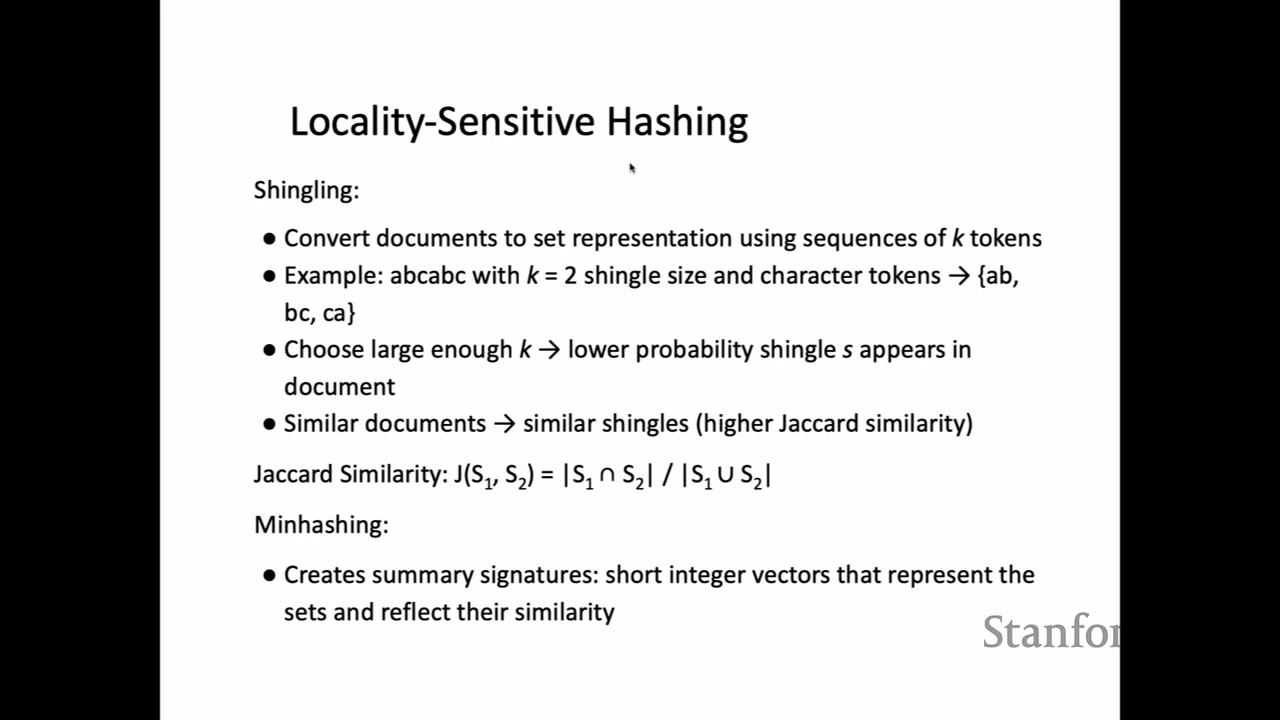 Locality-Sensitive Hashing
Shingling:
● Convert documents to set representation using sequences of k tokens
● Example: abcabc with k = 2 shingle size and character tokens → {ab,
bc, ca}
● Choose large enough k → lower probability shingle s appears in
document
● Similar documents → similar shingles (higher Jaccard similarity)
Jaccard Similarity: J(S₁, S₂) = |S₁ ∩ S₂| / |S₁ ∪ S₂|
Minhashing:
● Creates summary signatures: short integer vectors that represent the
sets and reflect their similarity
Stanfor